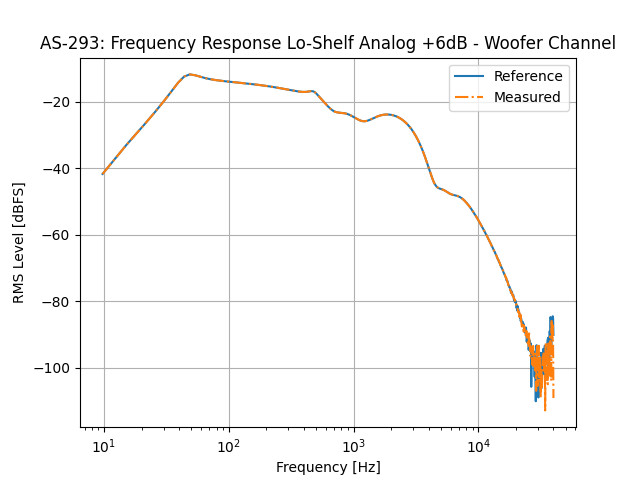 AS-293: Frequency Response Lo-Shelf Analog +6dB - Woofer Channel
Reference
Measured
RMS Level [dBFS]
−20
−40
−60
−80
−100
10¹ 10² 10³ 10⁴
Frequency [Hz]